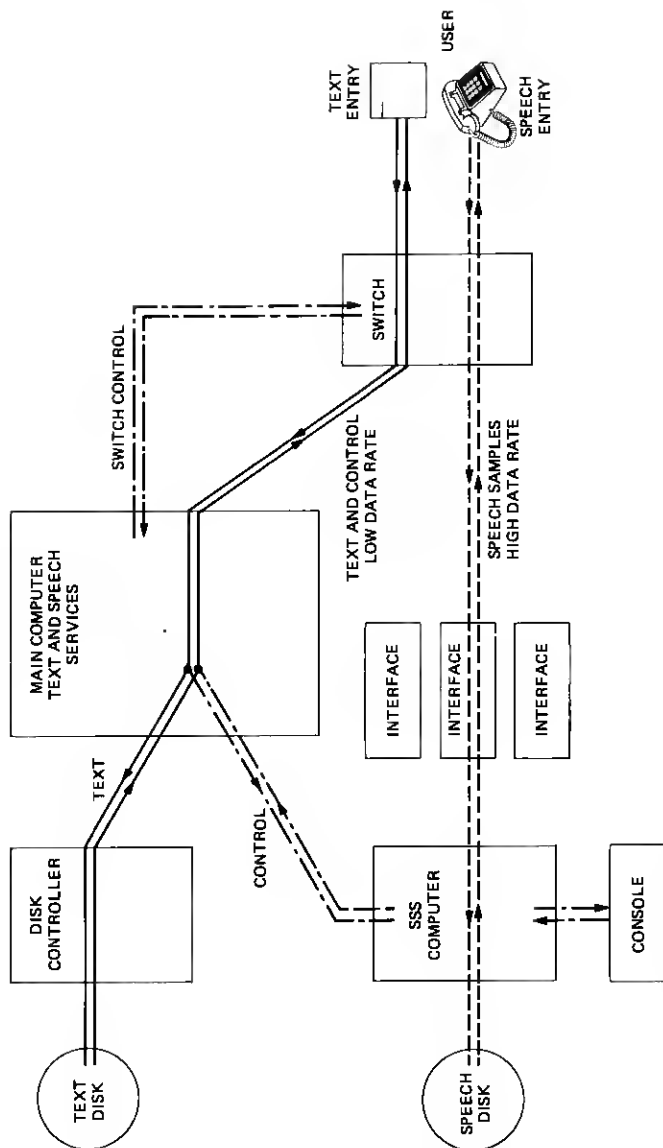 TEXT
DISK
DISK
CONTROLLER
TEXT
MAIN COMPUTER
TEXT AND SPEECH
SERVICES
SWITCH CONTROL
CONTROL
TEXT AND CONTROL
LOW DATA RATE
SWITCH
TEXT
ENTRY
USER
SPEECH
ENTRY
SPEECH
DISK
SSS
COMPUTER
CONSOLE
INTERFACE
INTERFACE
INTERFACE
SPEECH SAMPLES
HIGH DATA RATE